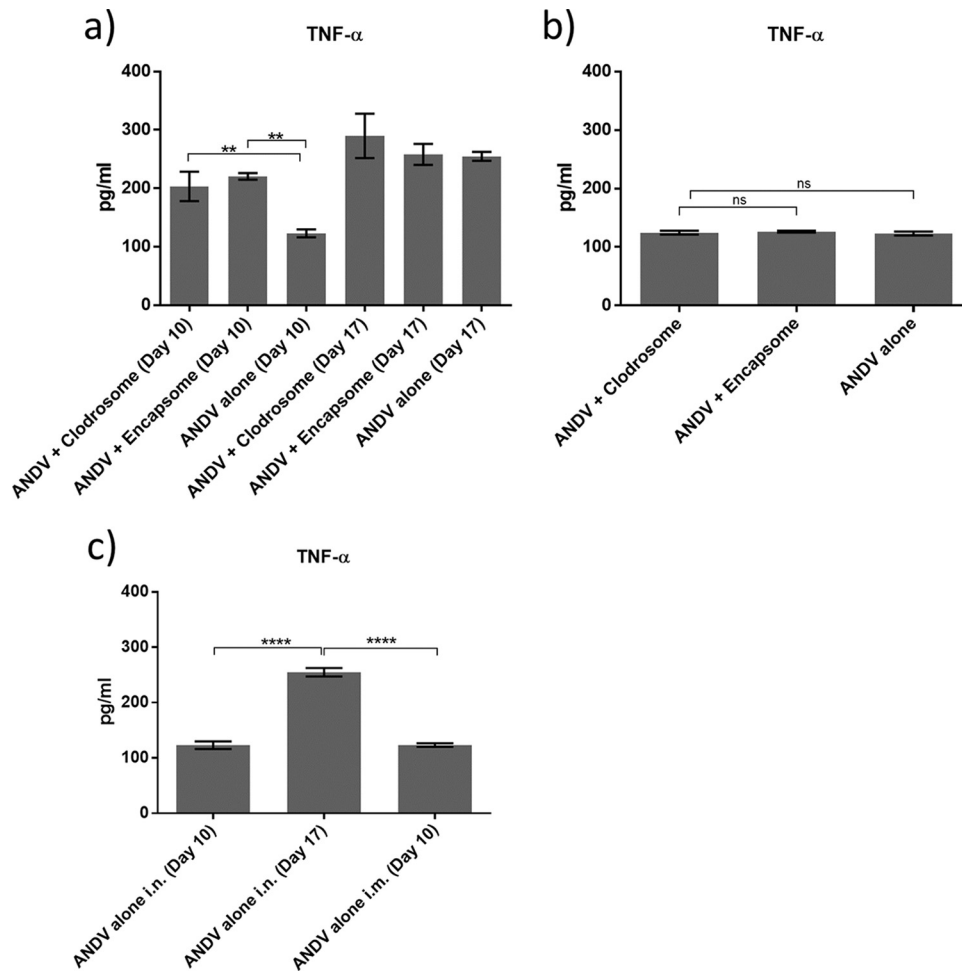 a)
TNF-α
400
300
200
100
0
pg/ml
**
**
ANDV + Clodrosome (Day 10)
ANDV + Encapsome (Day 10)
ANDV alone (Day 10)
ANDV + Clodrosome (Day 17)
ANDV + Encapsome (Day 17)
ANDV alone (Day 17)
b)
TNF-α
400
300
200
100
0
pg/ml
ns
ns
ANDV + Clodrosome
ANDV + Encapsome
ANDV alone
c)
TNF-α
400
300
200
100
0
pg/ml
****
****
ANDV alone i.n. (Day 10)
ANDV alone i.n. (Day 17)
ANDV alone i.m. (Day 10)